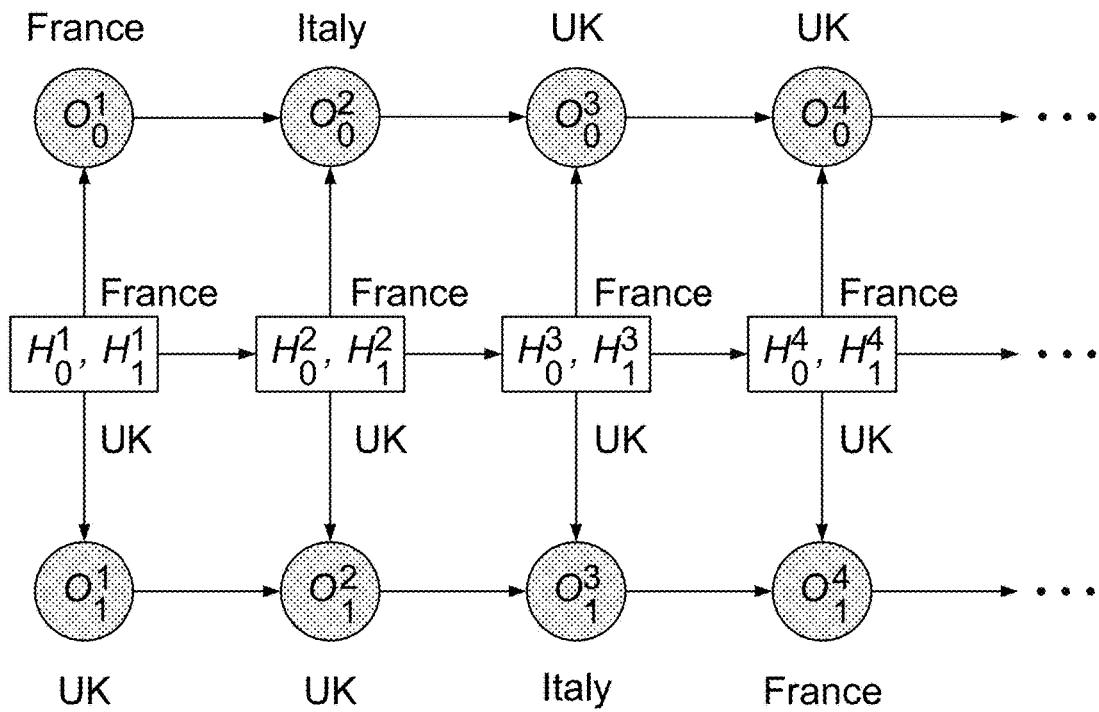 France Italy UK UK
O_0^1 O_0^2 O_0^3 O_0^4 ...
France France France France
H_0^1, H_1^1 H_0^2, H_1^2 H_0^3, H_1^3 H_0^4, H_1^4 ...
UK UK UK UK
O_1^1 O_1^2 O_1^3 O_1^4 ...
UK UK Italy France